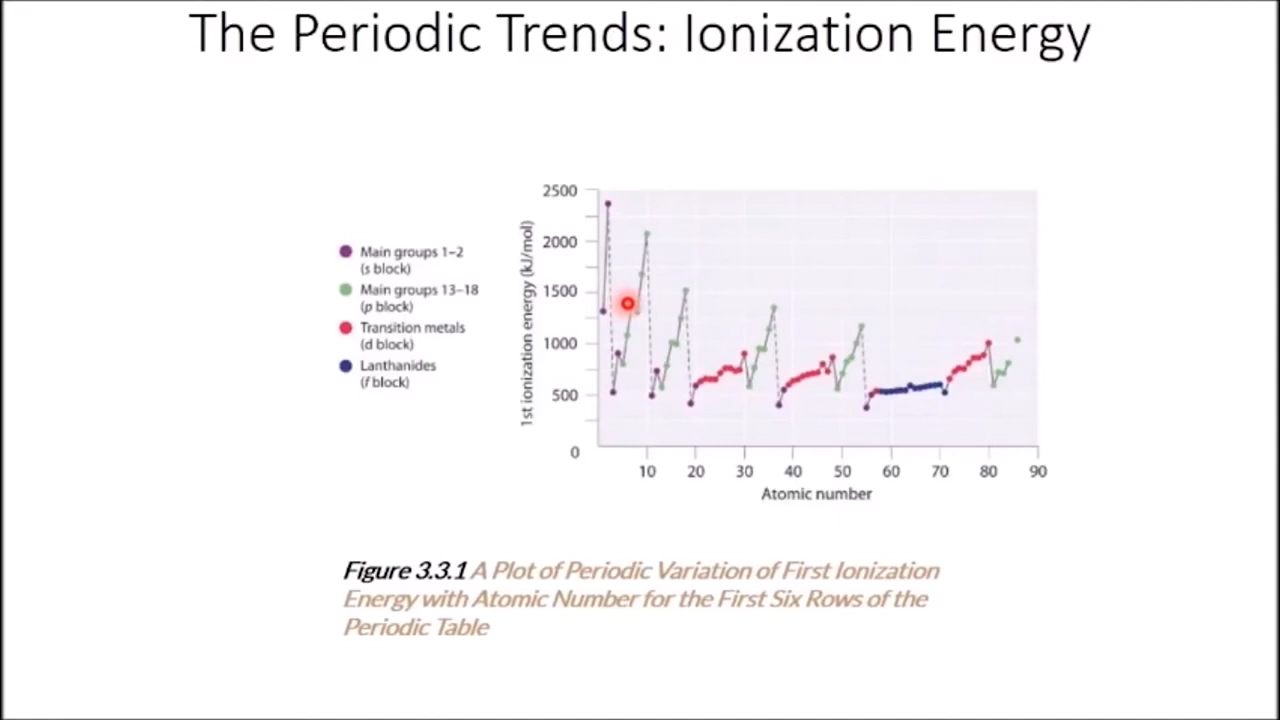 The Periodic Trends: Ionization Energy
Main groups 1–2
(s block)
Main groups 13–18
(p block)
Transition metals
(d block)
Lanthanides
(f block)
1st ionization energy (kJ/mol)
2500
2000
1500
1000
500
0
10 20 30 40 50 60 70 80 90
Atomic number
Figure 3.3.1 A Plot of Periodic Variation of First Ionization
Energy with Atomic Number for the First Six Rows of the
Periodic Table